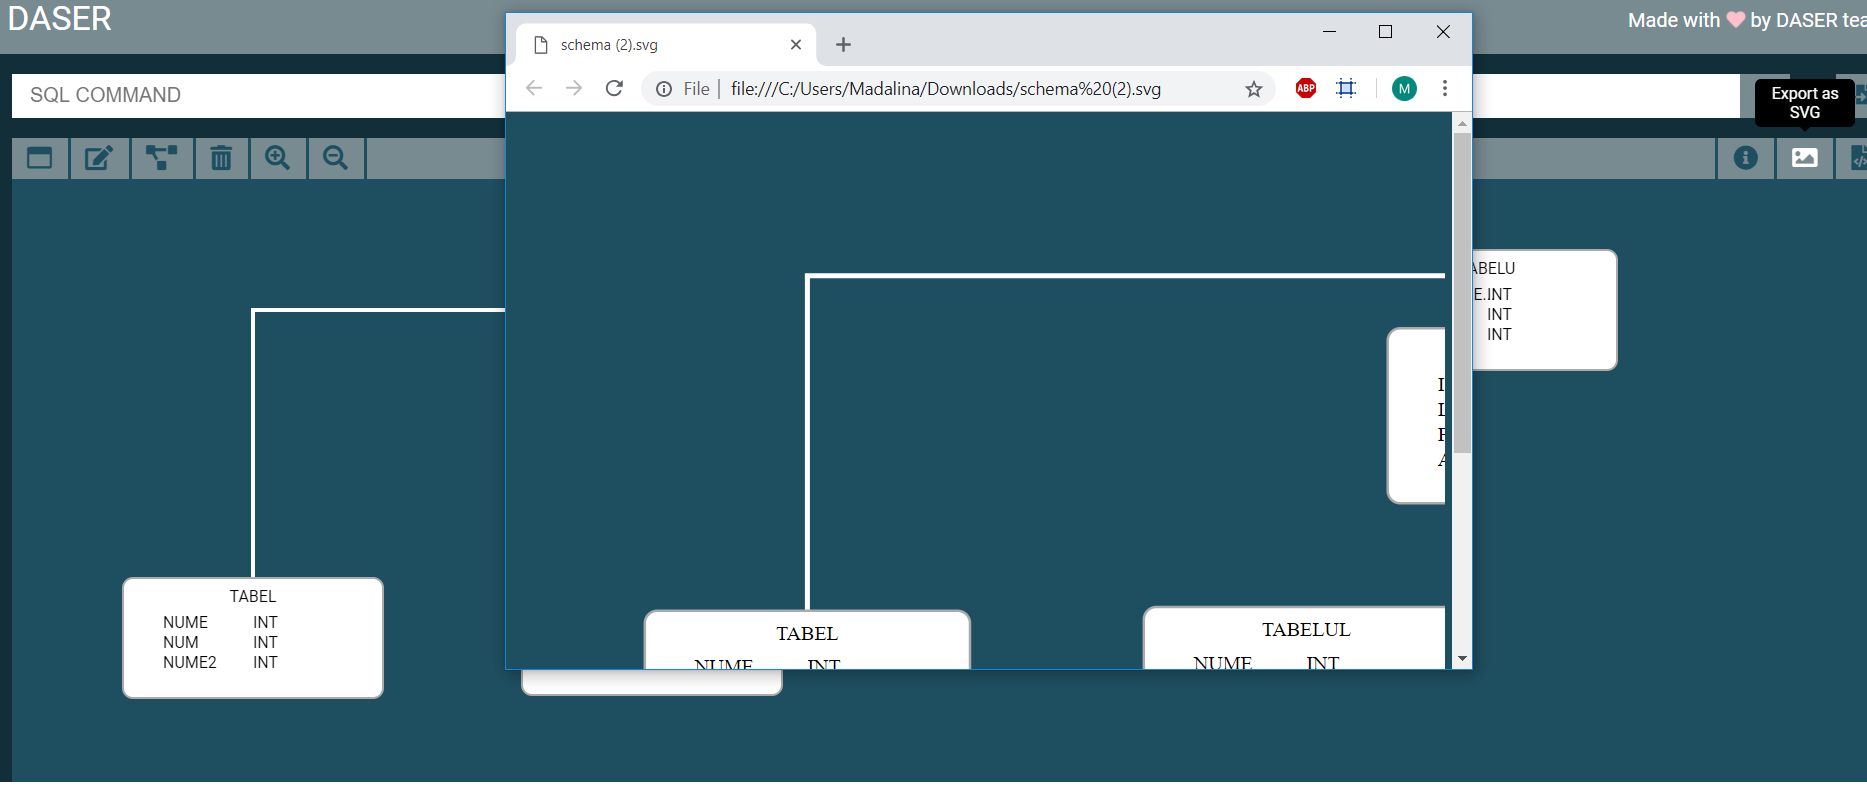 DASER
Made with by DASER tea
schema (2).svg
File
file:///C:/Users/Madalina/Downloads/schema%20(2).svg
ABP
M
SQL COMMAND
Export as
SVG
ABELU
E.INT
INT
INT
TABEL
NUME INT
NUM INT
NUME2 INT
I
L
F
A
TABEL
NUME INT
TABELUL
NUME INT